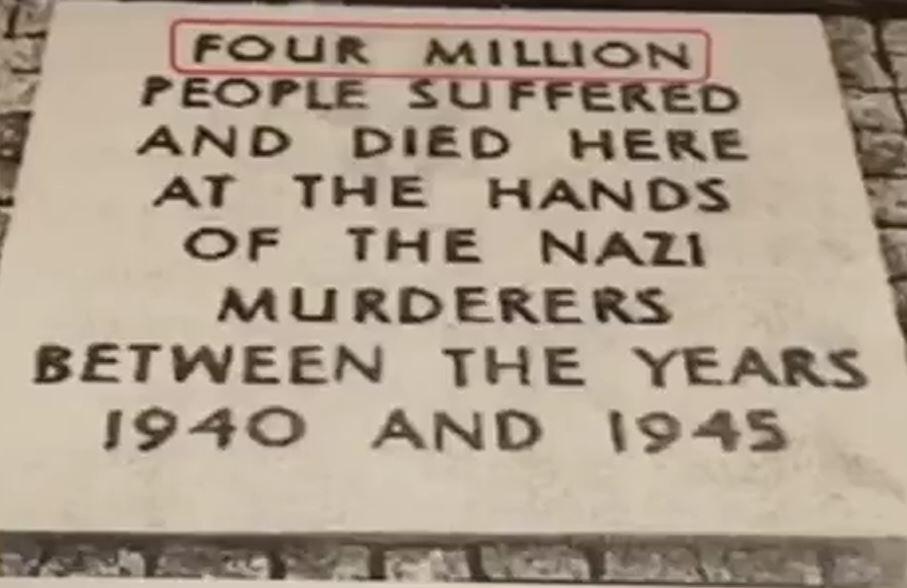 FOUR MILLION
PEOPLE SUFFERED
AND DIED HERE
AT THE HANDS
OF THE NAZI
MURDERERS
BETWEEN THE YEARS
1940 AND 1945